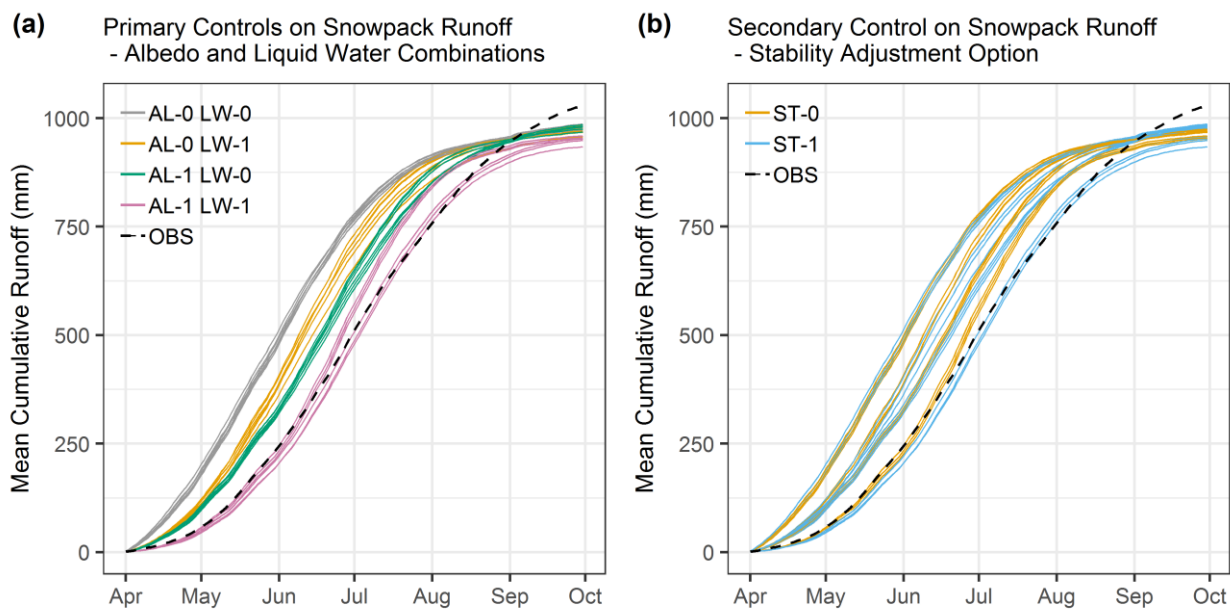 (a) Primary Controls on Snowpack Runoff
- Albedo and Liquid Water Combinations
Mean Cumulative Runoff (mm)
1000
750
500
250
0
AL-0 LW-0
AL-0 LW-1
AL-1 LW-0
AL-1 LW-1
OBS
Apr May Jun Jul Aug Sep Oct
(b) Secondary Control on Snowpack Runoff
- Stability Adjustment Option
Mean Cumulative Runoff (mm)
1000
750
500
250
0
ST-0
ST-1
OBS
Apr May Jun Jul Aug Sep Oct